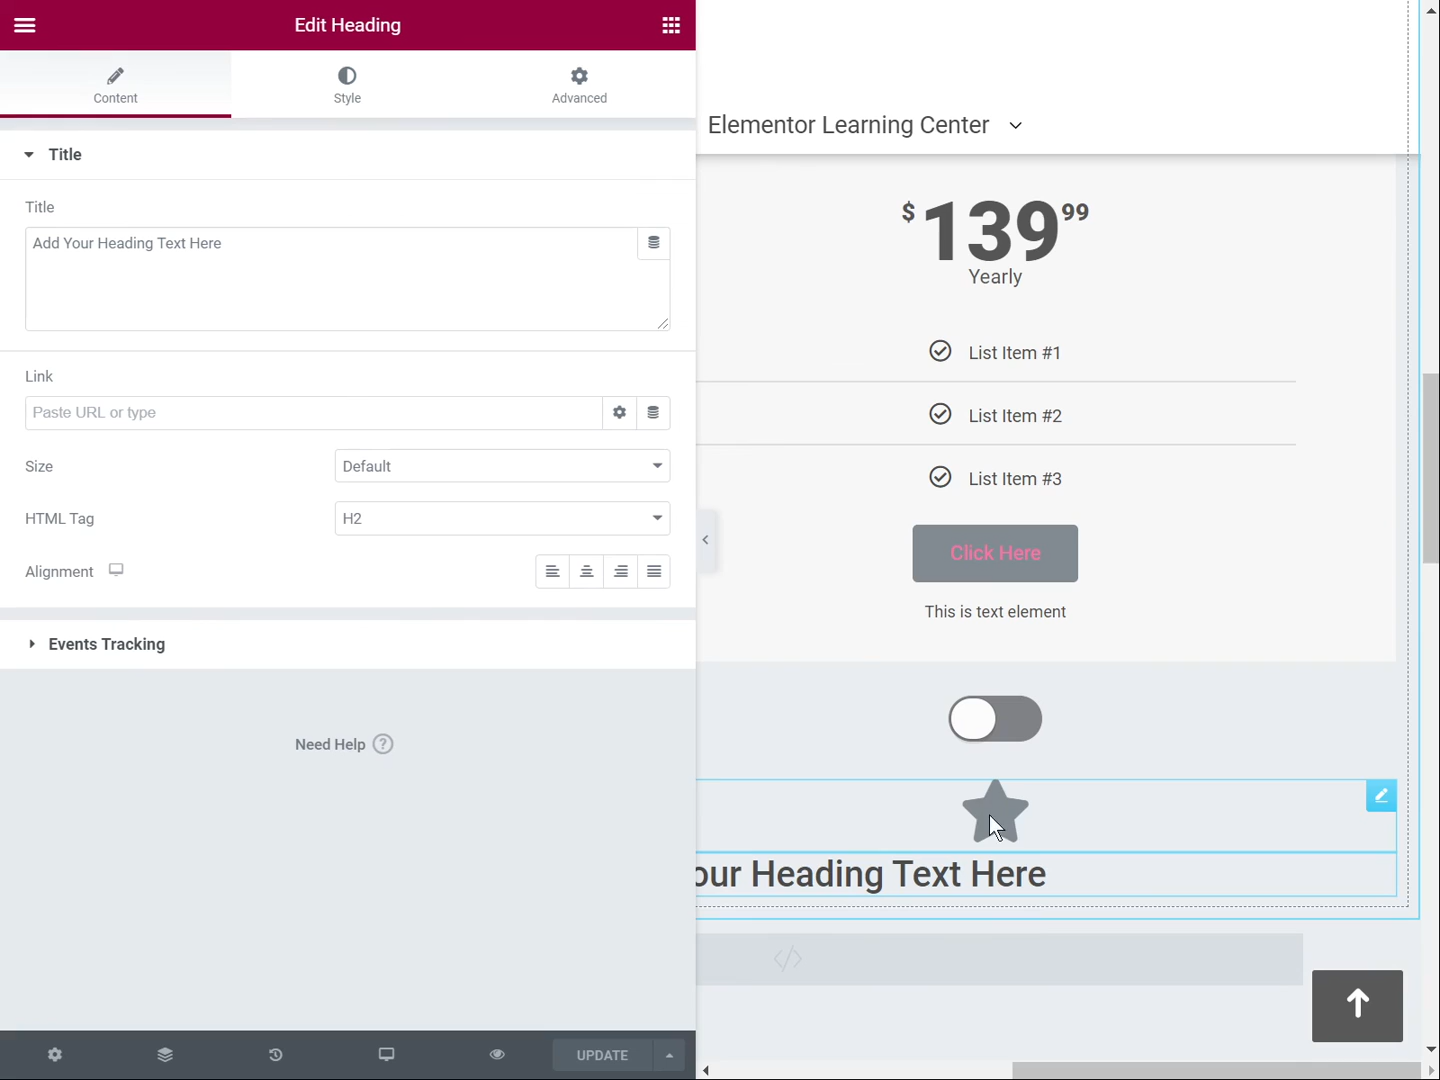 Edit Heading
Content
Style
Advanced
Title
Title
Add Your Heading Text Here
Link
Paste URL or type
Size
Default
HTML Tag
H2
Alignment
Events Tracking
Need Help ?
UPDATE
Elementor Learning Center
$ 139 99
Yearly
List Item #1
List Item #2
List Item #3
Click Here
This is text element
our Heading Text Here